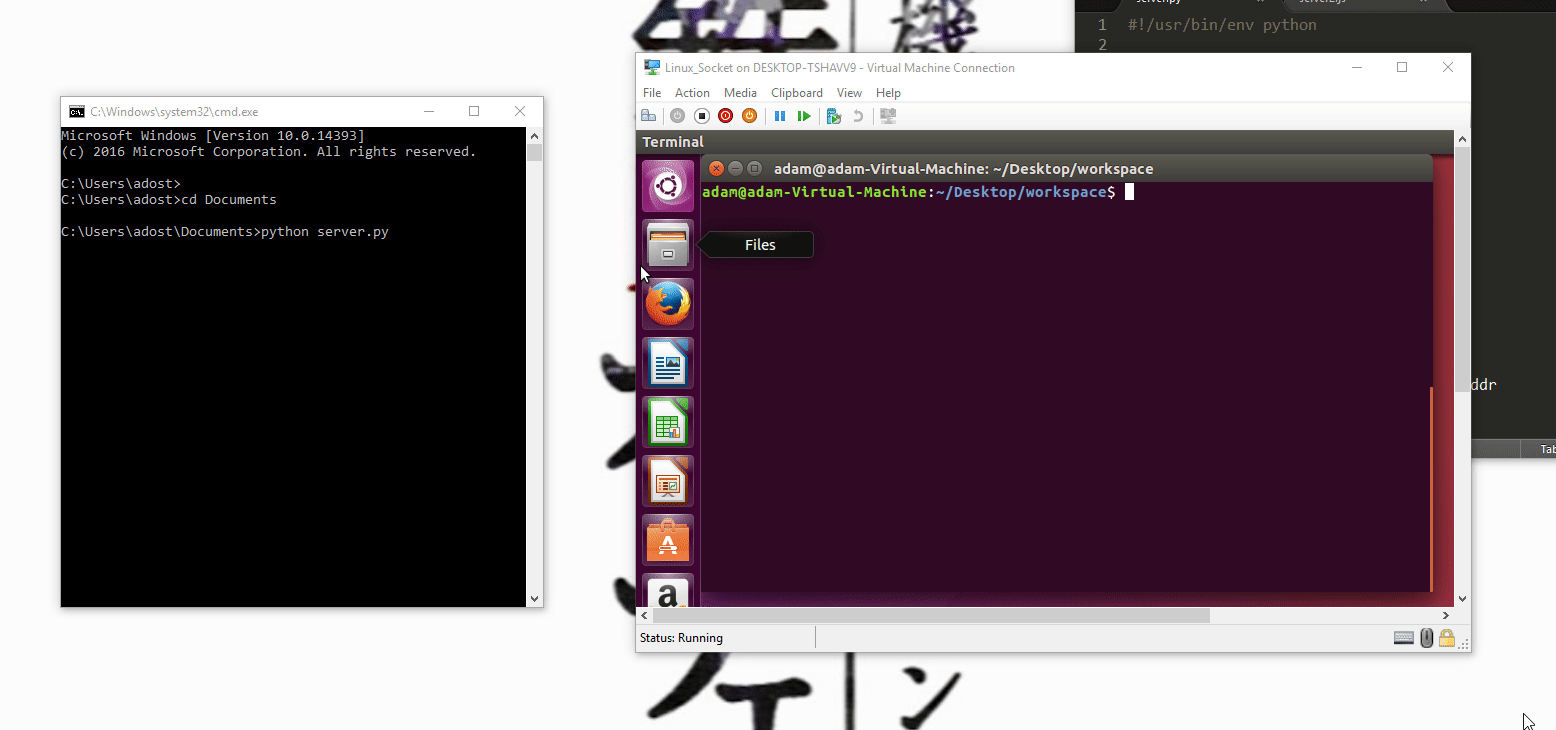 server.py
server2.js
1 #!/usr/bin/env python
2
Linux_Socket on DESKTOP-TSHAVV9 - Virtual Machine Connection
File Action Media Clipboard View Help
C:\Windows\system32\cmd.exe
Microsoft Windows [Version 10.0.14393]
(c) 2016 Microsoft Corporation. All rights reserved.
C:\Users\adost>
C:\Users\adost>cd Documents
C:\Users\adost\Documents>python server.py
Terminal
adam@adam-Virtual-Machine: ~/Desktop/workspace
adam@adam-Virtual-Machine:~/Desktop/workspace$
Files
ddr
Tab
Status: Running
ン